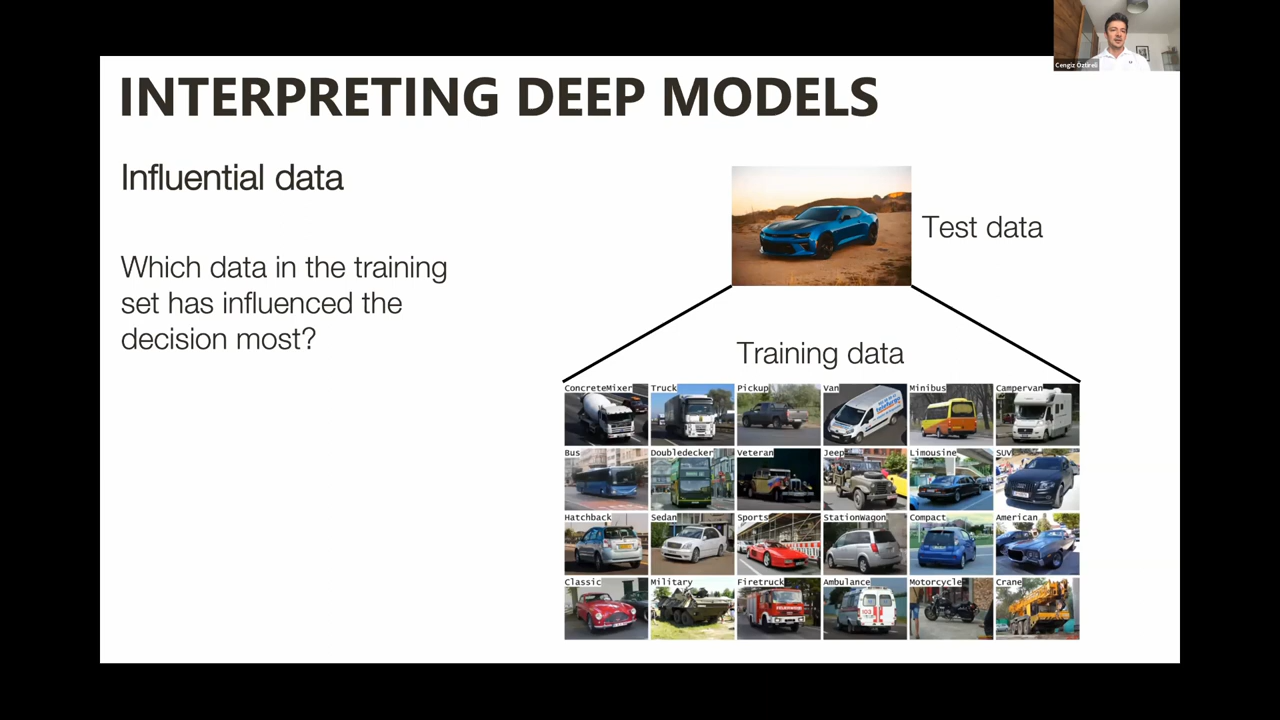 Cengiz Öztireli
INTERPRETING DEEP MODELS
Influential data
Which data in the training
set has influenced the
decision most?
Test data
Training data
ConcreteMixer Truck Pickup Van Minibus Campervan
Bus Doubledecker Veteran Jeep Limousine SUV
Hatchback Sedan Sports StationWagon Compact American
Classic Military Firetruck Ambulance Motorcycle Crane